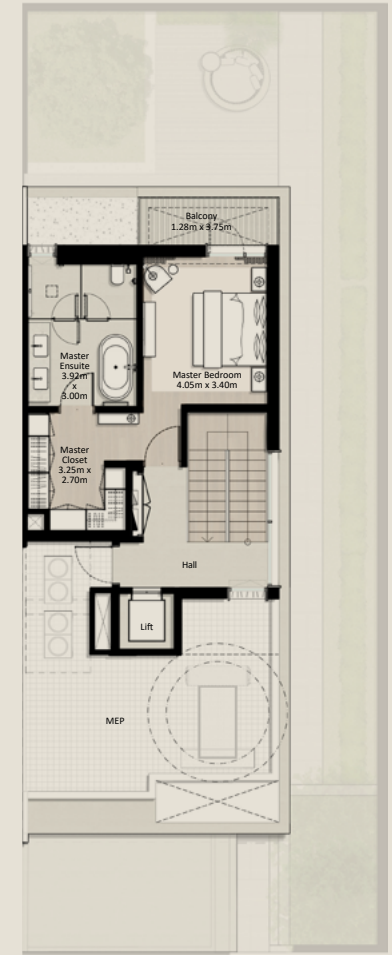 Balcony
1.28m x 3.75m
Master
Ensuite
3.92m
x
3.00m
Master Bedroom
4.05m x 3.40m
Master
Closet
3.25m x
2.70m
Hall
Lift
MEP